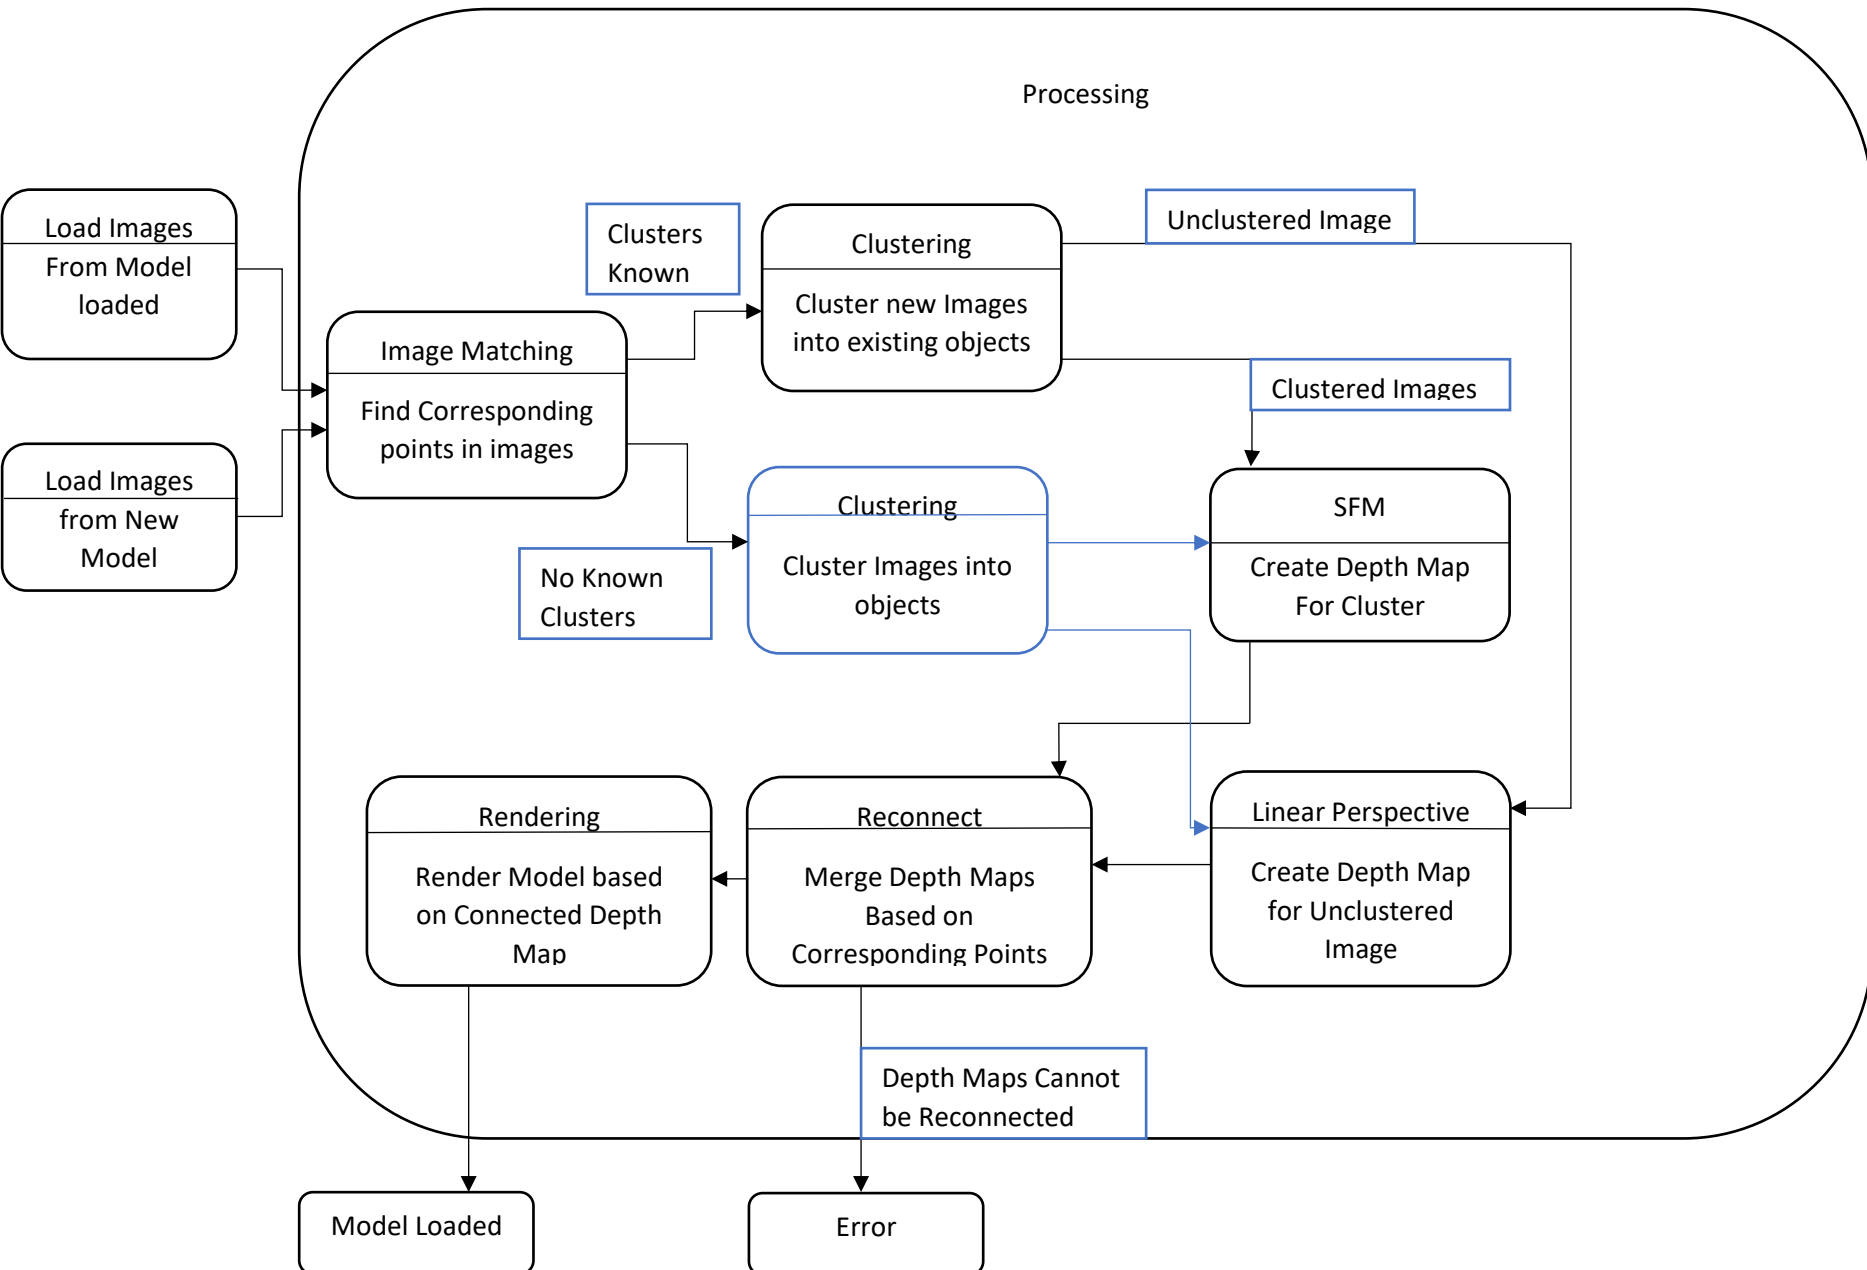 Processing
Load Images
From Model
loaded
Load Images
from New
Model
Image Matching
Find Corresponding
points in images
Clusters
Known
Clustering
Cluster new Images
into existing objects
Unclustered Image
Clustered Images
No Known
Clusters
Clustering
Cluster Images into
objects
SFM
Create Depth Map
For Cluster
Rendering
Render Model based
on Connected Depth
Map
Reconnect
Merge Depth Maps
Based on
Corresponding Points
Linear Perspective
Create Depth Map
for Unclustered
Image
Depth Maps Cannot
be Reconnected
Model Loaded
Error